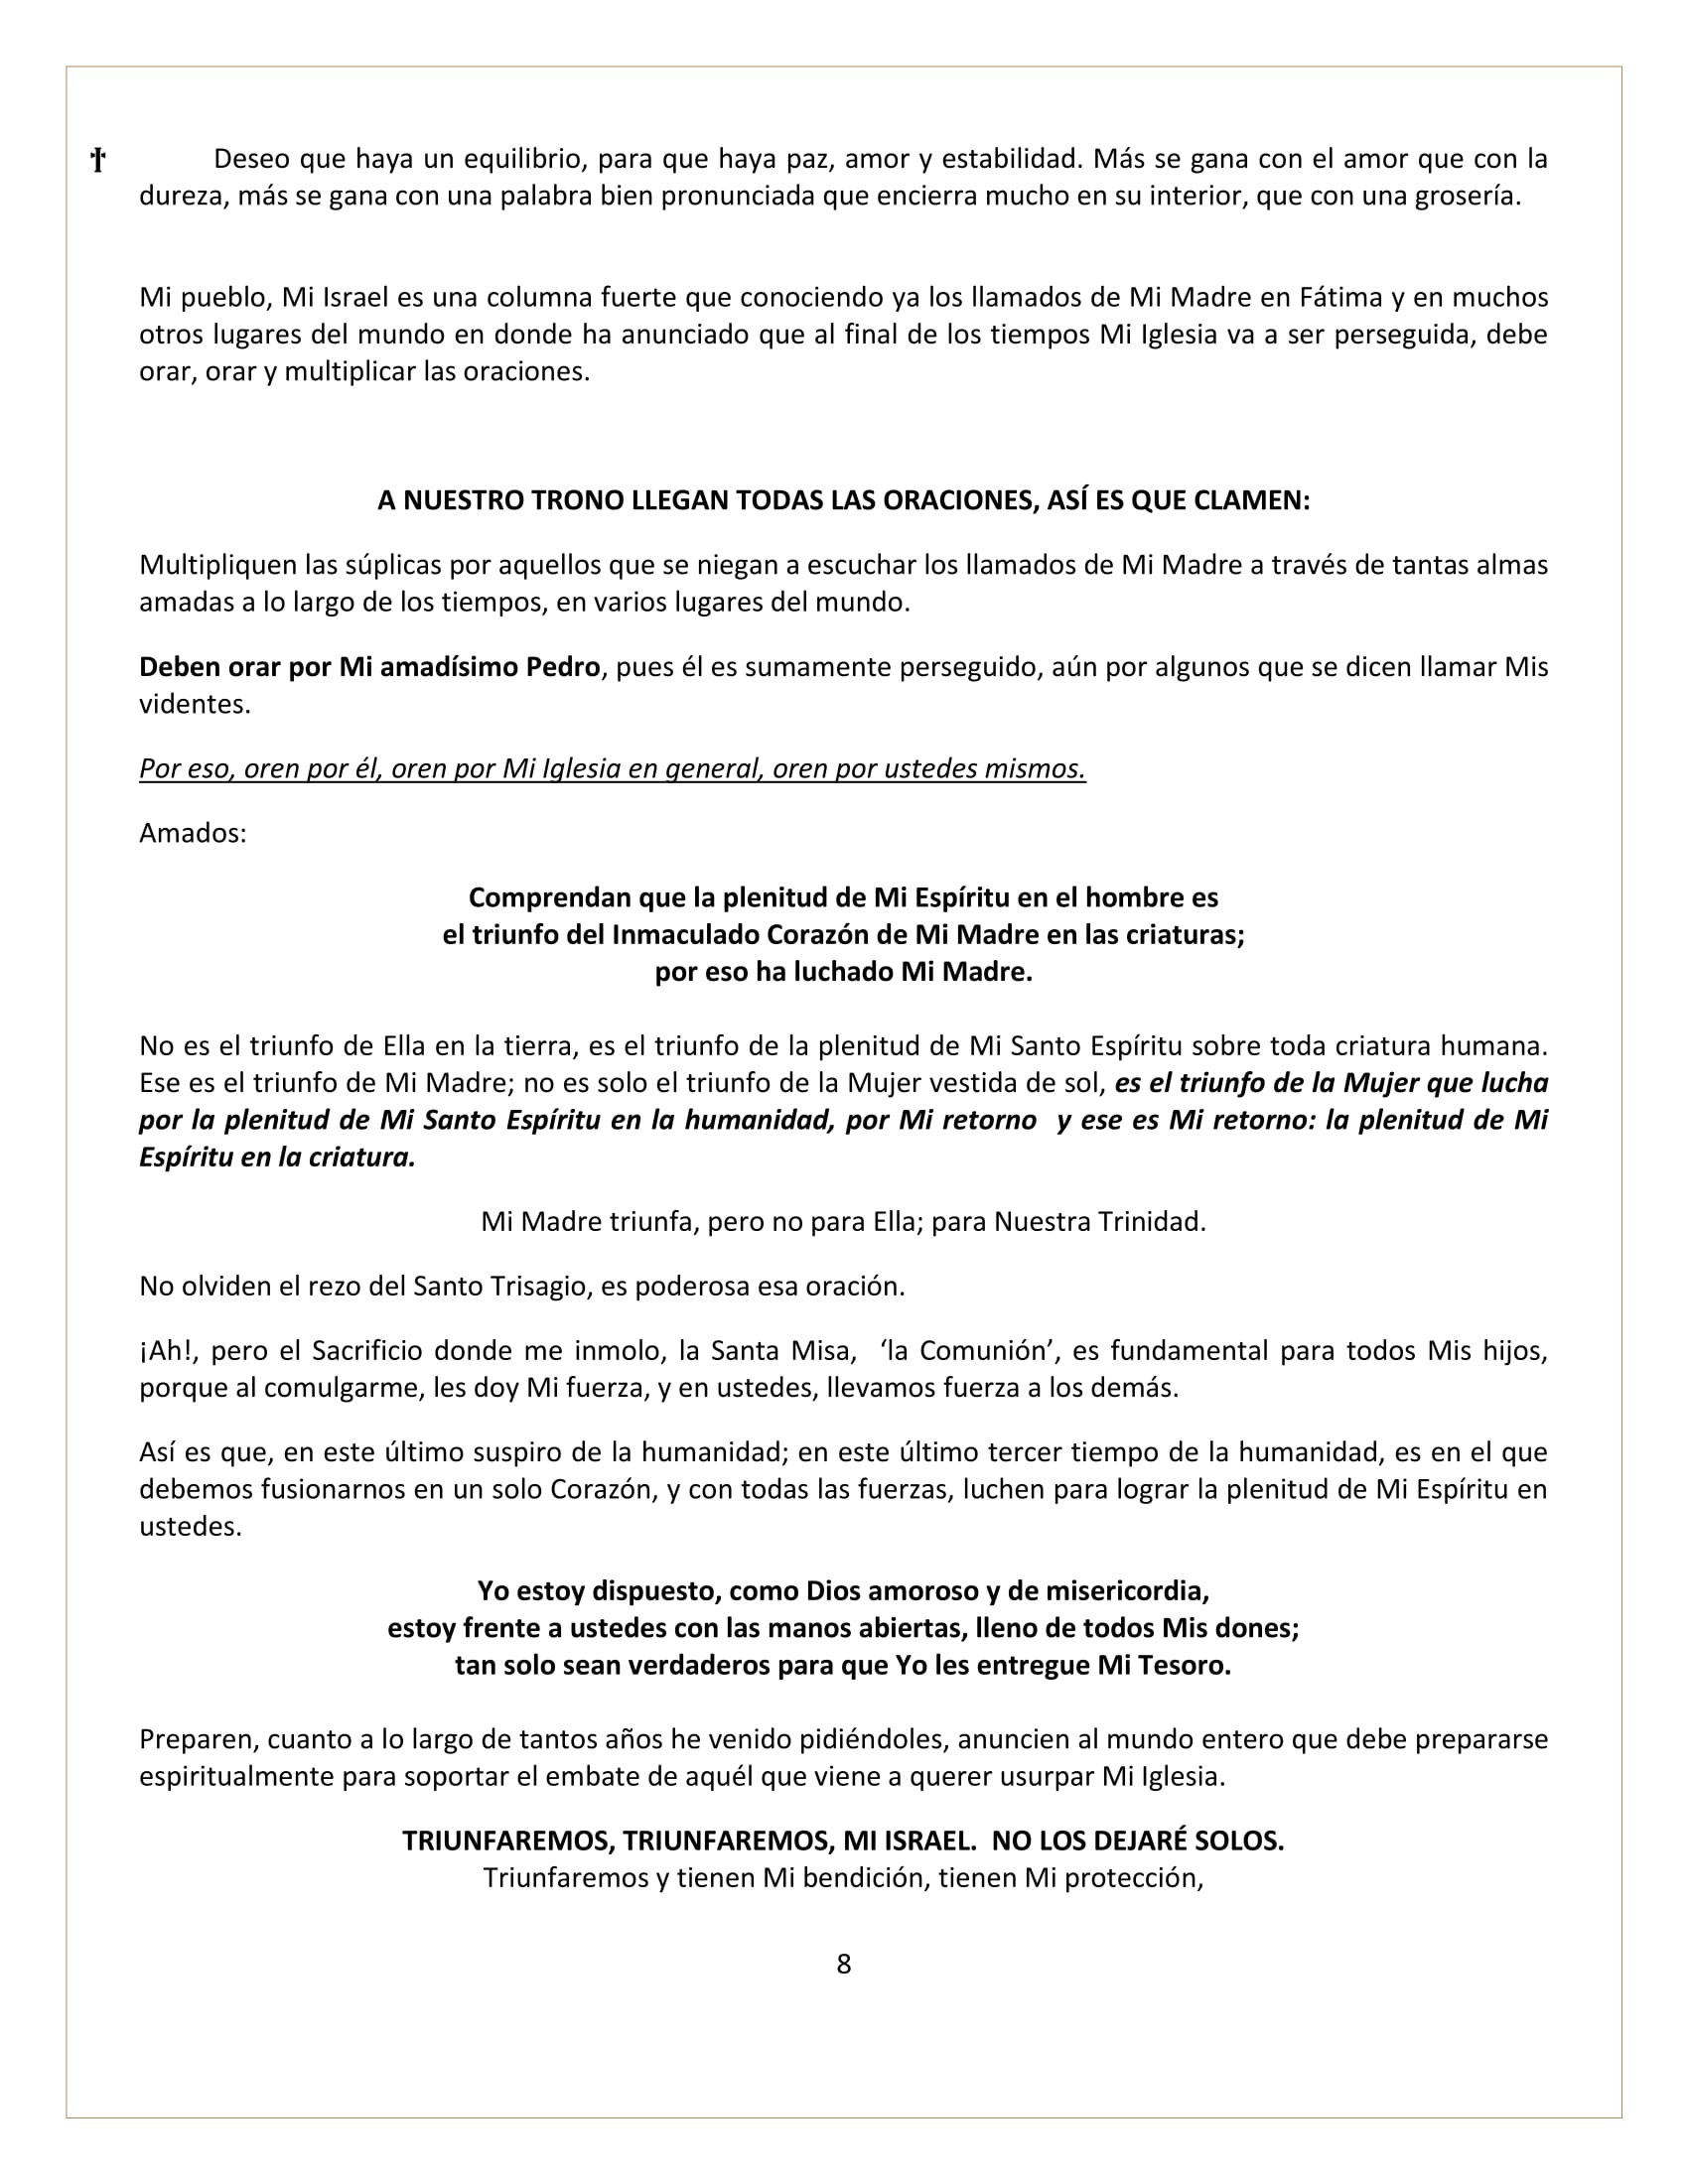 † Deseo que haya un equilibrio, para que haya paz, amor y estabilidad. Más se gana con el amor que con la
dureza, más se gana con una palabra bien pronunciada que encierra mucho en su interior, que con una grosería.
Mi pueblo, Mi Israel es una columna fuerte que conociendo ya los llamados de Mi Madre en Fátima y en muchos
otros lugares del mundo en donde ha anunciado que al final de los tiempos Mi Iglesia va a ser perseguida, debe
orar, orar y multiplicar las oraciones.
A NUESTRO TRONO LLEGAN TODAS LAS ORACIONES, ASÍ ES QUE CLAMEN:
Multipliquen las súplicas por aquellos que se niegan a escuchar los llamados de Mi Madre a través de tantas almas
amadas a lo largo de los tiempos, en varios lugares del mundo.
Deben orar por Mi amadísimo Pedro, pues él es sumamente perseguido, aún por algunos que se dicen llamar Mis
videntes.
Por eso, oren por él, oren por Mi Iglesia en general, oren por ustedes mismos.
Amados:
Comprendan que la plenitud de Mi Espíritu en el hombre es
el triunfo del Inmaculado Corazón de Mi Madre en las criaturas;
por eso ha luchado Mi Madre.
No es el triunfo de Ella en la tierra, es el triunfo de la plenitud de Mi Santo Espíritu sobre toda criatura humana.
Ese es el triunfo de Mi Madre; no es solo el triunfo de la Mujer vestida de sol, es el triunfo de la Mujer que lucha
por la plenitud de Mi Santo Espíritu en la humanidad, por Mi retorno  y ese es Mi retorno: la plenitud de Mi
Espíritu en la criatura.
Mi Madre triunfa, pero no para Ella; para Nuestra Trinidad.
No olviden el rezo del Santo Trisagio, es poderosa esa oración.
¡Ah!, pero el Sacrificio donde me inmolo, la Santa Misa,  ‘la Comunión’, es fundamental para todos Mis hijos,
porque al comulgarme, les doy Mi fuerza, y en ustedes, llevamos fuerza a los demás.
Así es que, en este último suspiro de la humanidad; en este último tercer tiempo de la humanidad, es en el que
debemos fusionarnos en un solo Corazón, y con todas las fuerzas, luchen para lograr la plenitud de Mi Espíritu en
ustedes.
Yo estoy dispuesto, como Dios amoroso y de misericordia,
estoy frente a ustedes con las manos abiertas, lleno de todos Mis dones;
tan solo sean verdaderos para que Yo les entregue Mi Tesoro.
Preparen, cuanto a lo largo de tantos años he venido pidiéndoles, anuncien al mundo entero que debe prepararse
espiritualmente para soportar el embate de aquél que viene a querer usurpar Mi Iglesia.
TRIUNFAREMOS, TRIUNFAREMOS, MI ISRAEL.  NO LOS DEJARÉ SOLOS.
Triunfaremos y tienen Mi bendición, tienen Mi protección,
8